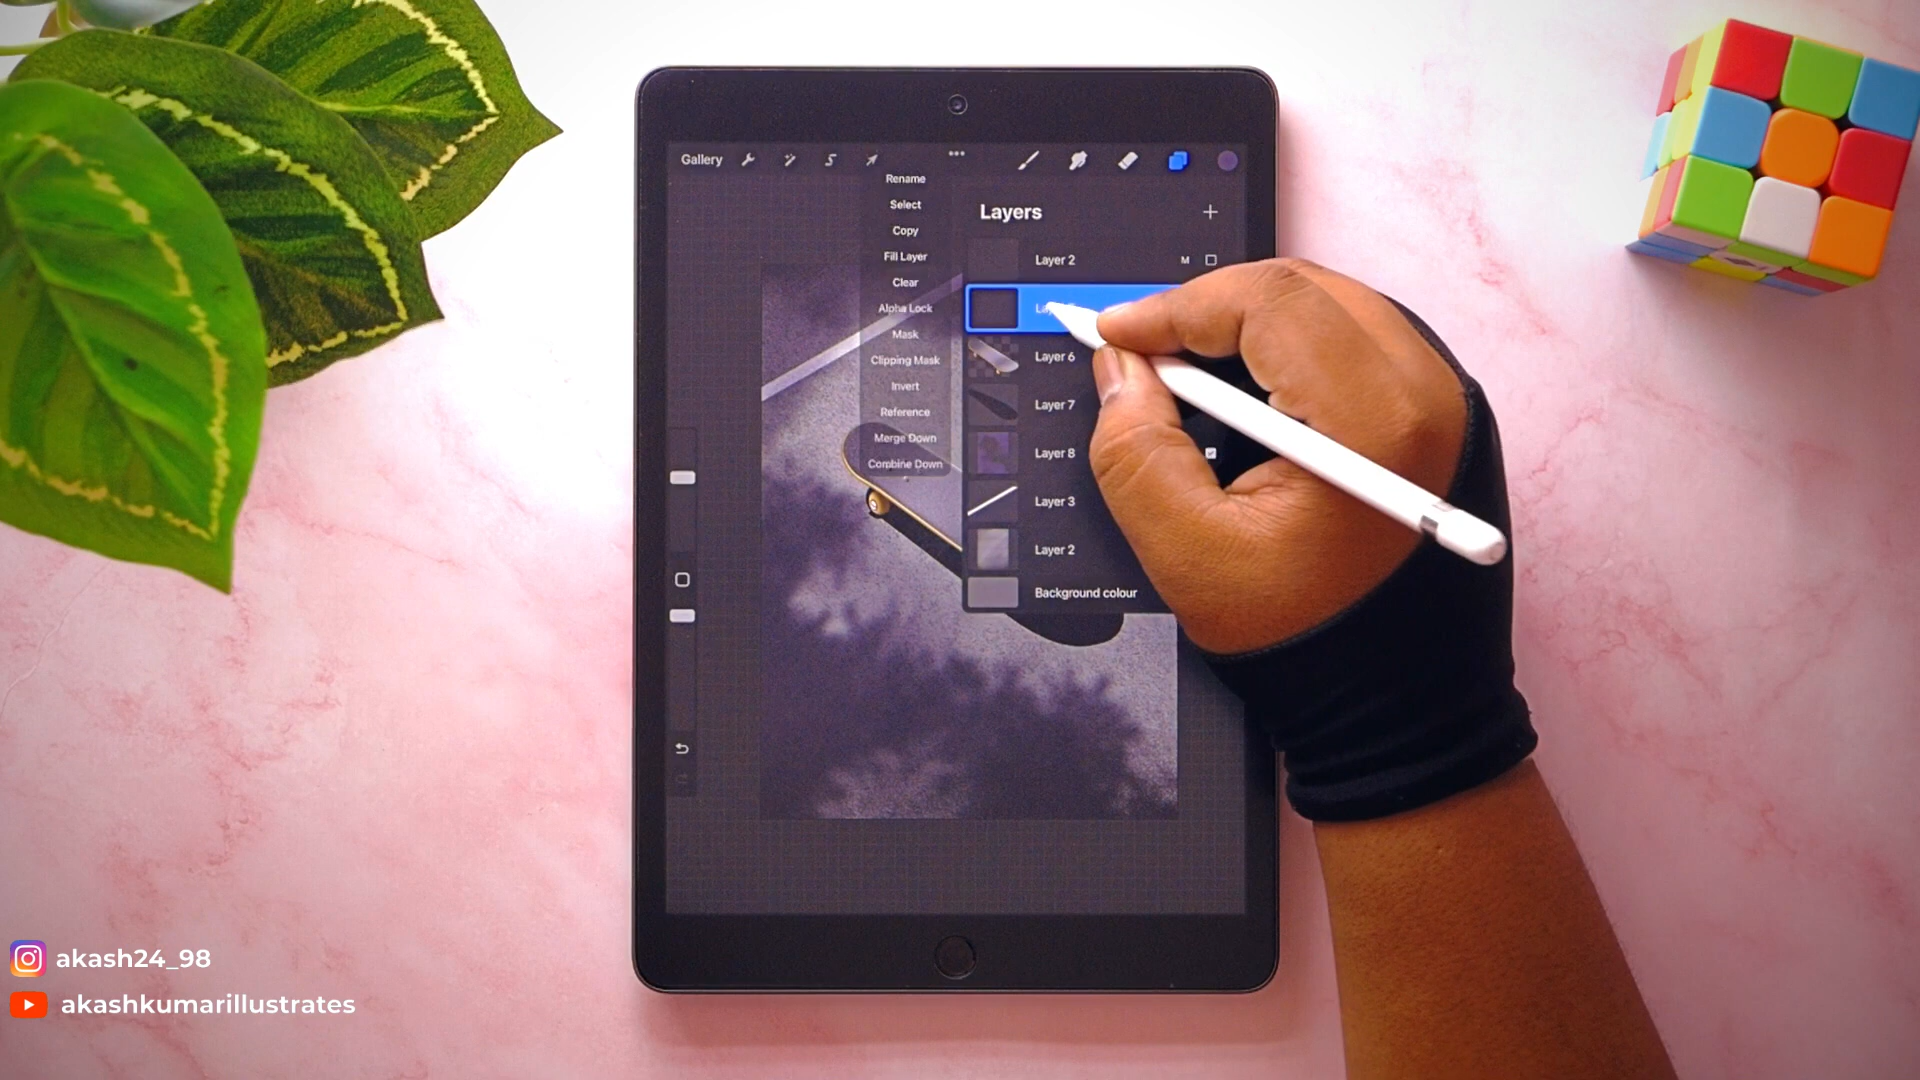 Gallery
Rename
Select
Copy
Fill Layer
Clear
Alpha Lock
Mask
Clipping Mask
Invert
Reference
Merge Down
Combine Down
Layers
Layer 2 M
Layer 6
Layer 7
Layer 8
Layer 3
Layer 2
Background colour
akash24_98
akashkumarillustrates